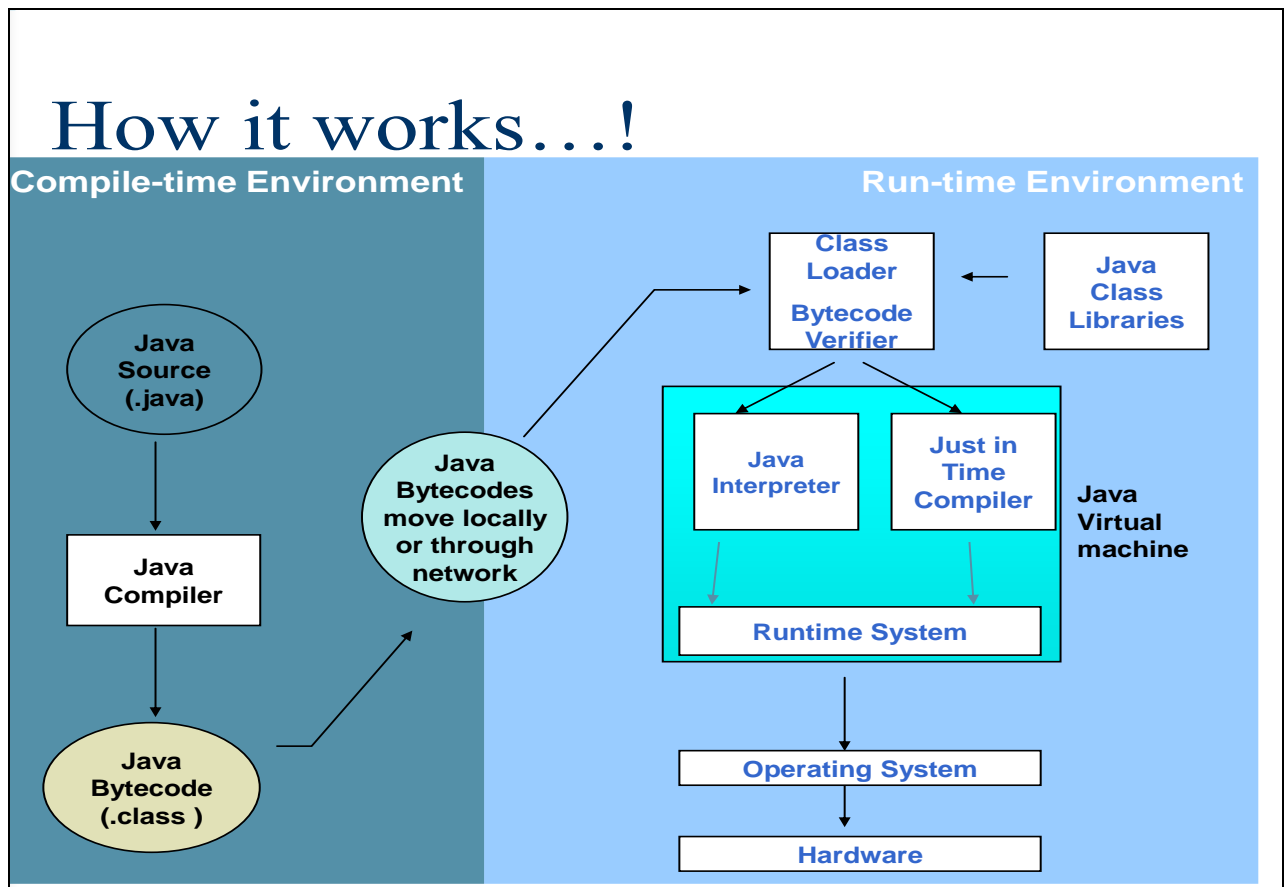 How it works…!
Compile-time Environment
Run-time Environment
Java
Source
(.java)
Java
Compiler
Java
Bytecode
(.class )
Java
Bytecodes
move locally
or through
network
Class
Loader
Bytecode
Verifier
Java
Class
Libraries
Java
Interpreter
Just in
Time
Compiler
Java
Virtual
machine
Runtime System
Operating System
Hardware